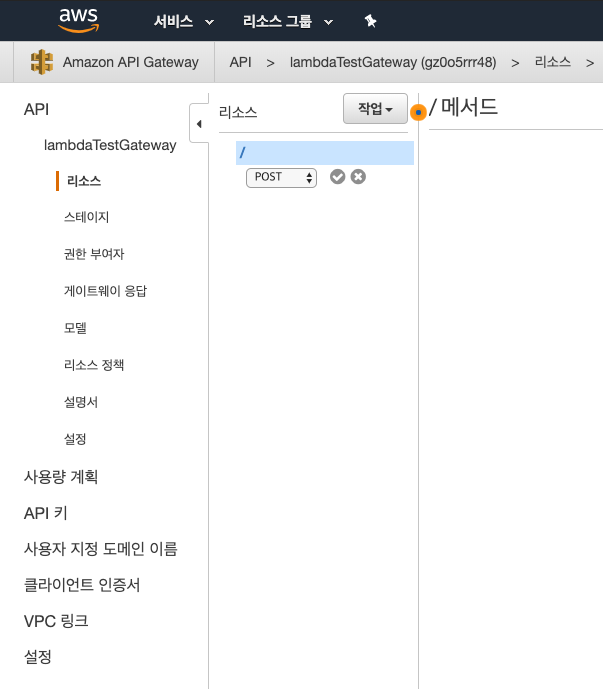 aws 서비스 리소스 그룹
Amazon API Gateway API > lambdaTestGateway (gz0o5rrr48) > 리소스 >
API
lambdaTestGateway
리소스
스테이지
권한 부여자
게이트웨이 응답
모델
리소스 정책
설명서
설정
사용량 계획
API 키
사용자 지정 도메인 이름
클라이언트 인증서
VPC 링크
설정
리소스 작업
/
POST
/ 메서드